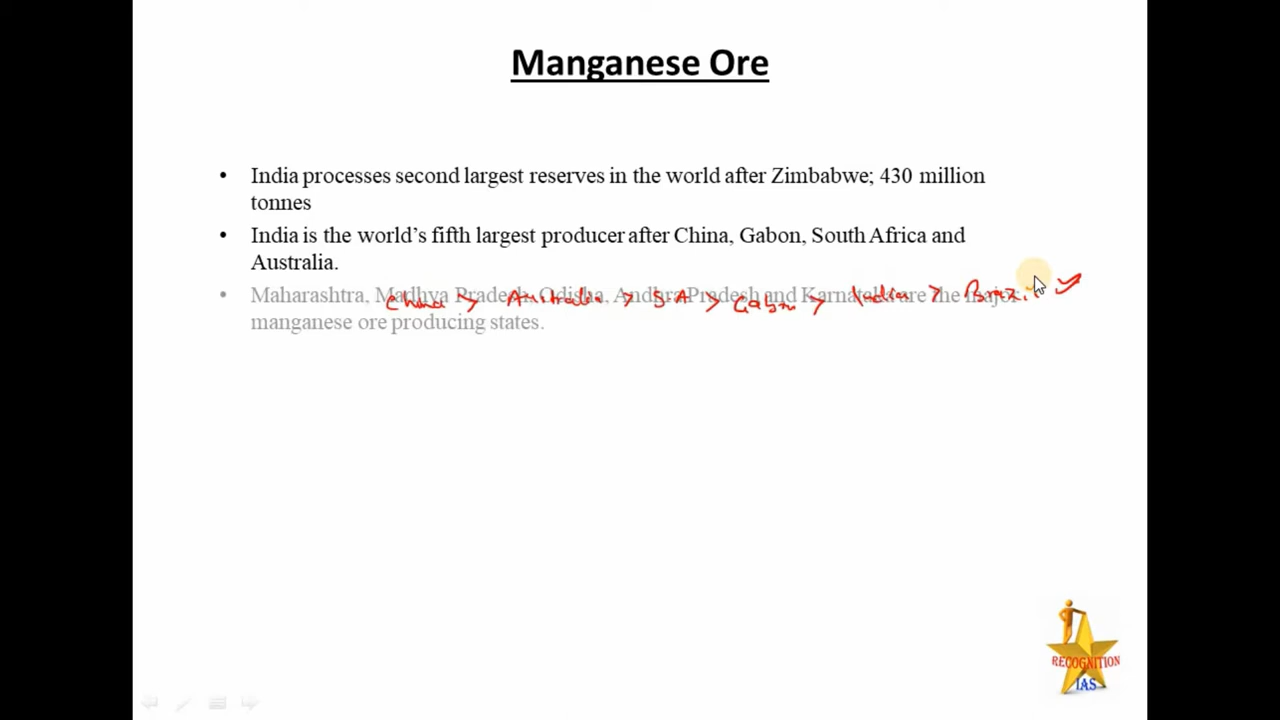 Manganese Ore
• India processes second largest reserves in the world after Zimbabwe; 430 million
tonnes
• India is the world's fifth largest producer after China, Gabon, South Africa and
Australia.
• Maharashtra, Madhya Pradesh, Odisha, Andhra Pradesh and Karnataka are the major
China > Australia > SA > Gabon > India > Brazil
manganese ore producing states.
RECOGNITION
IAS